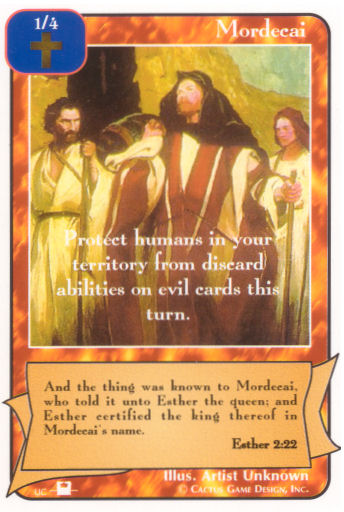 1/4
Mordecai
Protect humans in your
territory from discard
abilities on evil cards this
turn.
And the thing was known to Mordecai,
who told it unto Esther the queen; and
Esther certified the king thereof in
Mordecai's name.
Esther 2:22
Illus. Artist Unknown
UC
© Cactus Game Design, Inc.